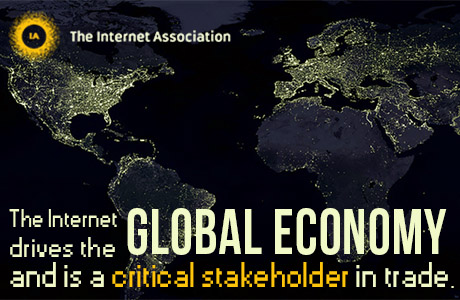 IA The Internet Association
The Internet
drives the GLOBAL ECONOMY
and is a critical stakeholder in trade.